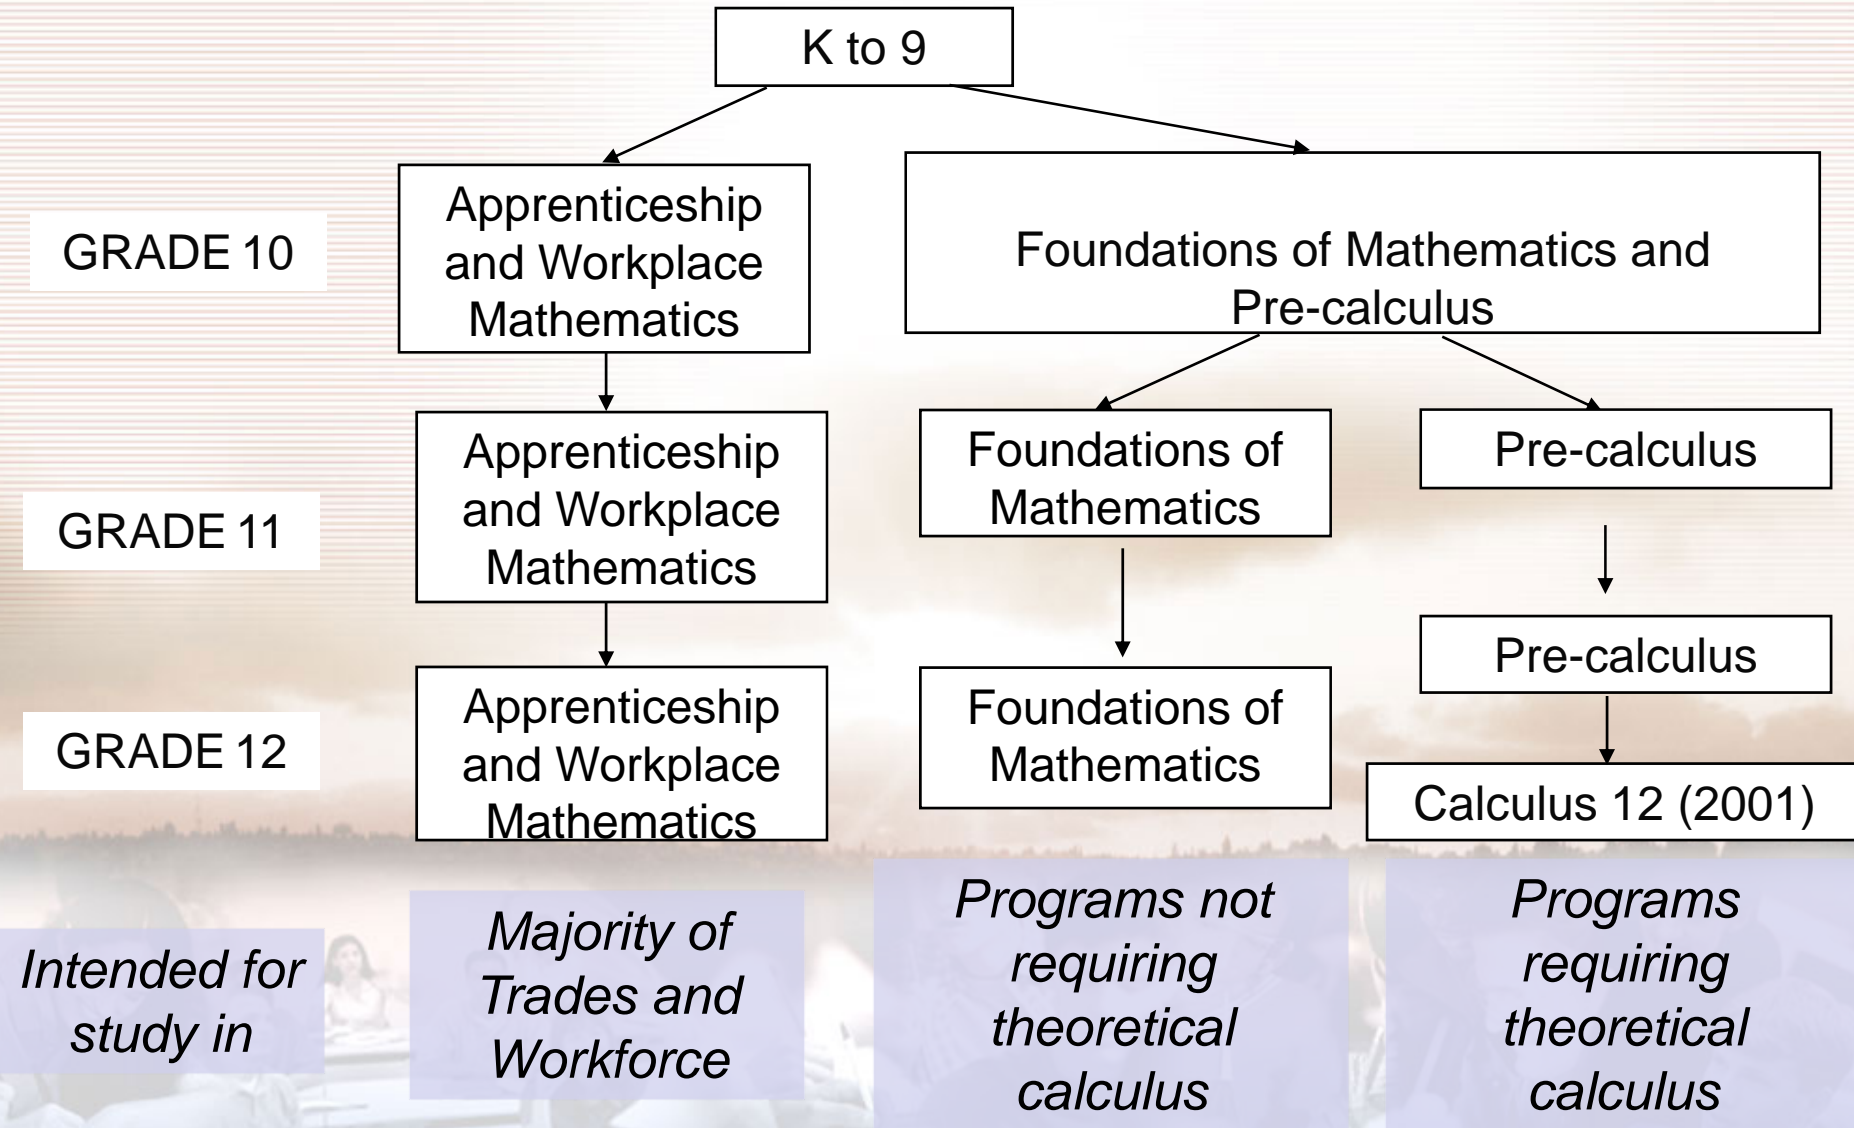 K to 9
GRADE 10
Apprenticeship
and Workplace
Mathematics
Foundations of Mathematics and
Pre-calculus
GRADE 11
Apprenticeship
and Workplace
Mathematics
Foundations of
Mathematics
Pre-calculus
Pre-calculus
GRADE 12
Apprenticeship
and Workplace
Mathematics
Foundations of
Mathematics
Calculus 12 (2001)
Intended for
study in
Majority of
Trades and
Workforce
Programs not
requiring
theoretical
calculus
Programs
requiring
theoretical
calculus